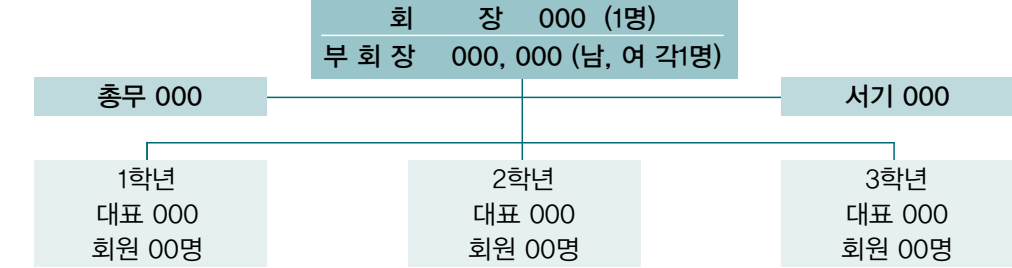 회 장 000 (1명)
부 회 장 000, 000 (남, 여 각1명)
총무 000
서기 000
1학년
대표 000
회원 00명
2학년
대표 000
회원 00명
3학년
대표 000
회원 00명